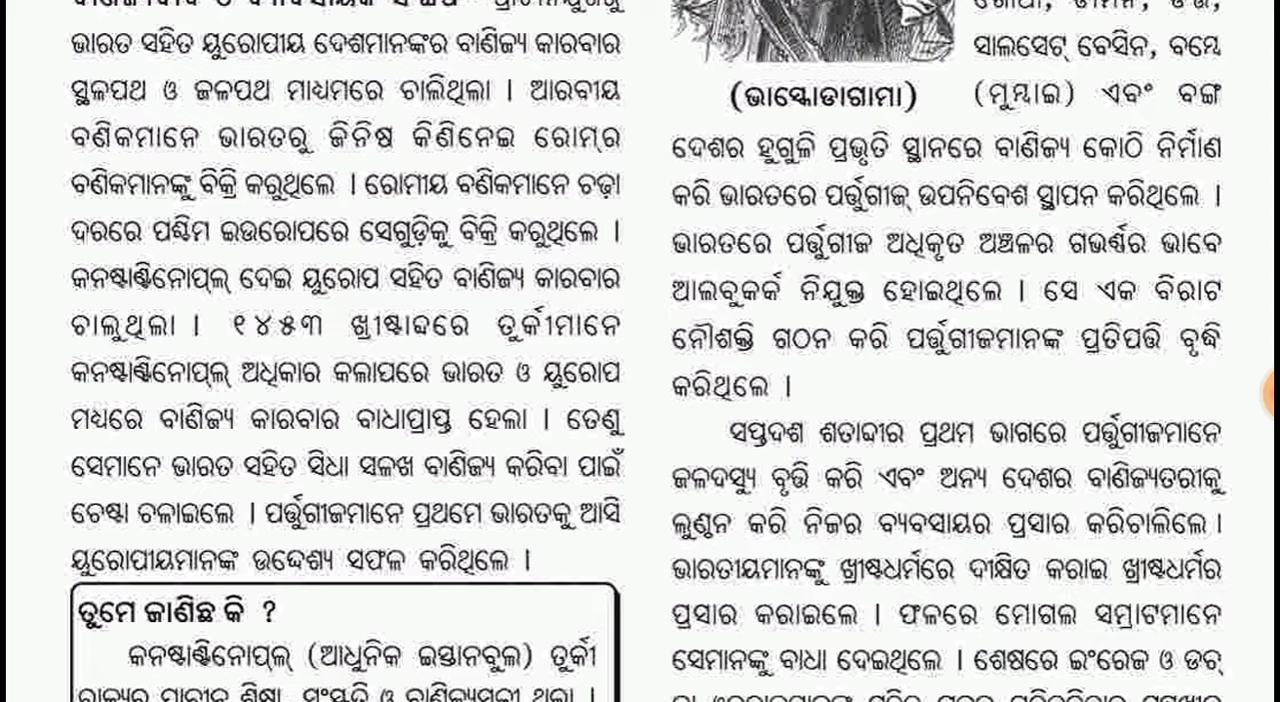 ଭାରତ ସହିତ ୟୁରୋପୀୟ ଦେଶମାନଙ୍କର ବାଣିଜ୍ୟ କାରବାର
ସ୍ଥଳପଥ ଓ ଜଳପଥ ମାଧ୍ୟମରେ ଚାଲିଥିଲା । ଆରବୀୟ
ବଣିକମାନେ ଭାରତରୁ ଜିନିଷ କିଣିନେଇ ରୋମ୍‌ର
ବଣିକମାନଙ୍କୁ ବିକ୍ରି କରୁଥିଲେ । ରୋମୀୟ ବଣିକମାନେ ଚଢ଼ା
ଦରରେ ପଶ୍ଚିମ ଇଉରୋପରେ ସେଗୁଡ଼ିକୁ ବିକ୍ରି କରୁଥିଲେ ।
କନଷ୍ଟାଣ୍ଟିନୋପ୍‌ଲ୍ ଦେଇ ୟୁରୋପ ସହିତ ବାଣିଜ୍ୟ କାରବାର
ଚାଲୁଥିଲା । ୧୪୫୩ ଖ୍ରୀଷ୍ଟାବ୍ଦରେ ତୁର୍କୀମାନେ
କନଷ୍ଟାଣ୍ଟିନୋପ୍‌ଲ୍ ଅଧିକାର କଲାପରେ ଭାରତ ଓ ୟୁରୋପ
ମଧ୍ୟରେ ବାଣିଜ୍ୟ କାରବାର ବାଧାପ୍ରାପ୍ତ ହେଲା । ତେଣୁ
ସେମାନେ ଭାରତ ସହିତ ସିଧା ସଳଖ ବାଣିଜ୍ୟ କରିବା ପାଇଁ
ଚେଷ୍ଟା ଚଳାଇଲେ । ପର୍ତ୍ତୁଗୀଜମାନେ ପ୍ରଥମେ ଭାରତକୁ ଆସି
ୟୁରୋପୀୟମାନଙ୍କ ଉଦ୍ଦେଶ୍ୟ ସଫଳ କରିଥିଲେ ।
ତୁମେ ଜାଣିଛ କି ?
କନଷ୍ଟାଣ୍ଟିନୋପ୍‌ଲ୍ (ଆଧୁନିକ ଇସ୍ତାନବୁଲ) ତୁର୍କୀ
ସାଲସେଟ୍ ବେସିନ, ବମ୍ବେ
(ଭାସ୍କୋଡାଗାମା) (ମୁମ୍ବାଇ) ଏବଂ ବଙ୍ଗ
ଦେଶର ହୁଗୁଳି ପ୍ରଭୃତି ସ୍ଥାନରେ ବାଣିଜ୍ୟ କୋଠି ନିର୍ମାଣ
କରି ଭାରତରେ ପର୍ତ୍ତୁଗୀଜ୍ ଉପନିବେଶ ସ୍ଥାପନ କରିଥିଲେ ।
ଭାରତରେ ପର୍ତ୍ତୁଗୀଜ ଅଧିକୃତ ଅଞ୍ଚଳର ଗଭର୍ଣ୍ଣର ଭାବେ
ଆଲବୁକର୍କ ନିଯୁକ୍ତ ହୋଇଥିଲେ । ସେ ଏକ ବିରାଟ
ନୌଶକ୍ତି ଗଠନ କରି ପର୍ତ୍ତୁଗୀଜମାନଙ୍କ ପ୍ରତିପତ୍ତି ବୃଦ୍ଧି
କରିଥିଲେ ।
ସପ୍ତଦଶ ଶତାବ୍ଦୀର ପ୍ରଥମ ଭାଗରେ ପର୍ତ୍ତୁଗୀଜମାନେ
ଜଳଦସ୍ୟୁ ବୃତ୍ତି କରି ଏବଂ ଅନ୍ୟ ଦେଶର ବାଣିଜ୍ୟତରୀକୁ
ଲୁଣ୍ଠନ କରି ନିଜର ବ୍ୟବସାୟର ପ୍ରସାର କରିଚାଲିଲେ ।
ଭାରତୀୟମାନଙ୍କୁ ଖ୍ରୀଷ୍ଟଧର୍ମରେ ଦୀକ୍ଷିତ କରାଇ ଖ୍ରୀଷ୍ଟଧର୍ମର
ପ୍ରସାର କରାଇଲେ । ଫଳରେ ମୋଗଲ ସମ୍ରାଟମାନେ
ସେମାନଙ୍କୁ ବାଧା ଦେଇଥିଲେ । ଶେଷରେ ଇଂରେଜ ଓ ଡଚ୍